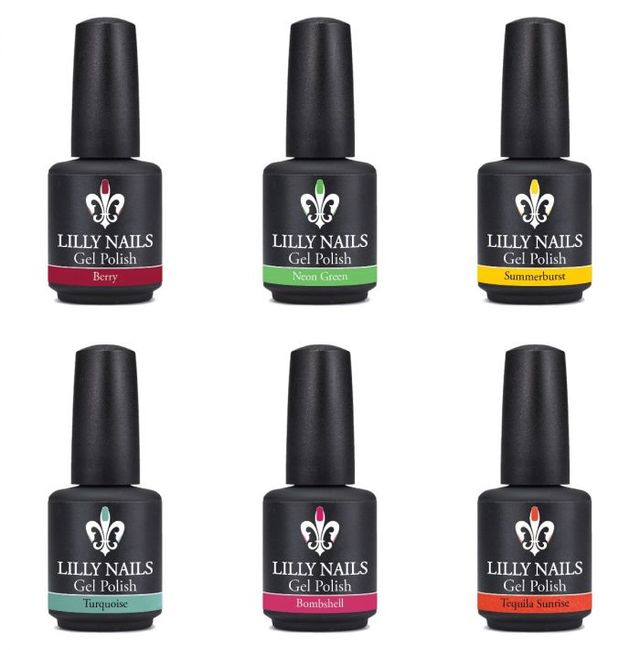 LILLY NAILS
Gel Polish
Berry
LILLY NAILS
Gel Polish
Neon Green
LILLY NAILS
Gel Polish
Summerburst
LILLY NAILS
Gel Polish
Turquoise
LILLY NAILS
Gel Polish
Bombshell
LILLY NAILS
Gel Polish
Tequila Sunrise